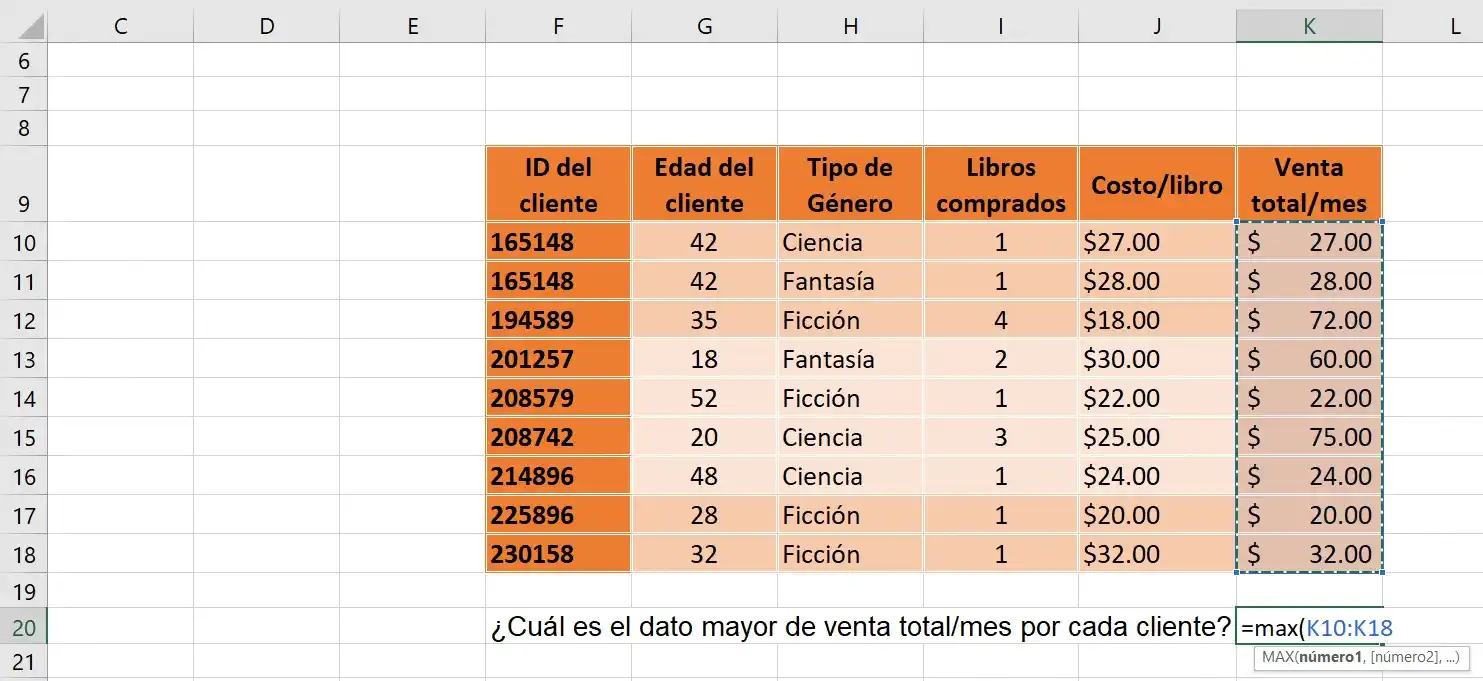 C D E F G H I J K L
6
7
8
9 ID del cliente Edad del cliente Tipo de Género Libros comprados Costo/libro Venta total/mes
10 165148 42 Ciencia 1 $27.00 $ 27.00
11 165148 42 Fantasía 1 $28.00 $ 28.00
12 194589 35 Ficción 4 $18.00 $ 72.00
13 201257 18 Fantasía 2 $30.00 $ 60.00
14 208579 52 Ficción 1 $22.00 $ 22.00
15 208742 20 Ciencia 3 $25.00 $ 75.00
16 214896 48 Ciencia 1 $24.00 $ 24.00
17 225896 28 Ficción 1 $20.00 $ 20.00
18 230158 32 Ficción 1 $32.00 $ 32.00
19
20 ¿Cuál es el dato mayor de venta total/mes por cada cliente? =max(K10:K18
21 MAX(número1, [número2], ...)